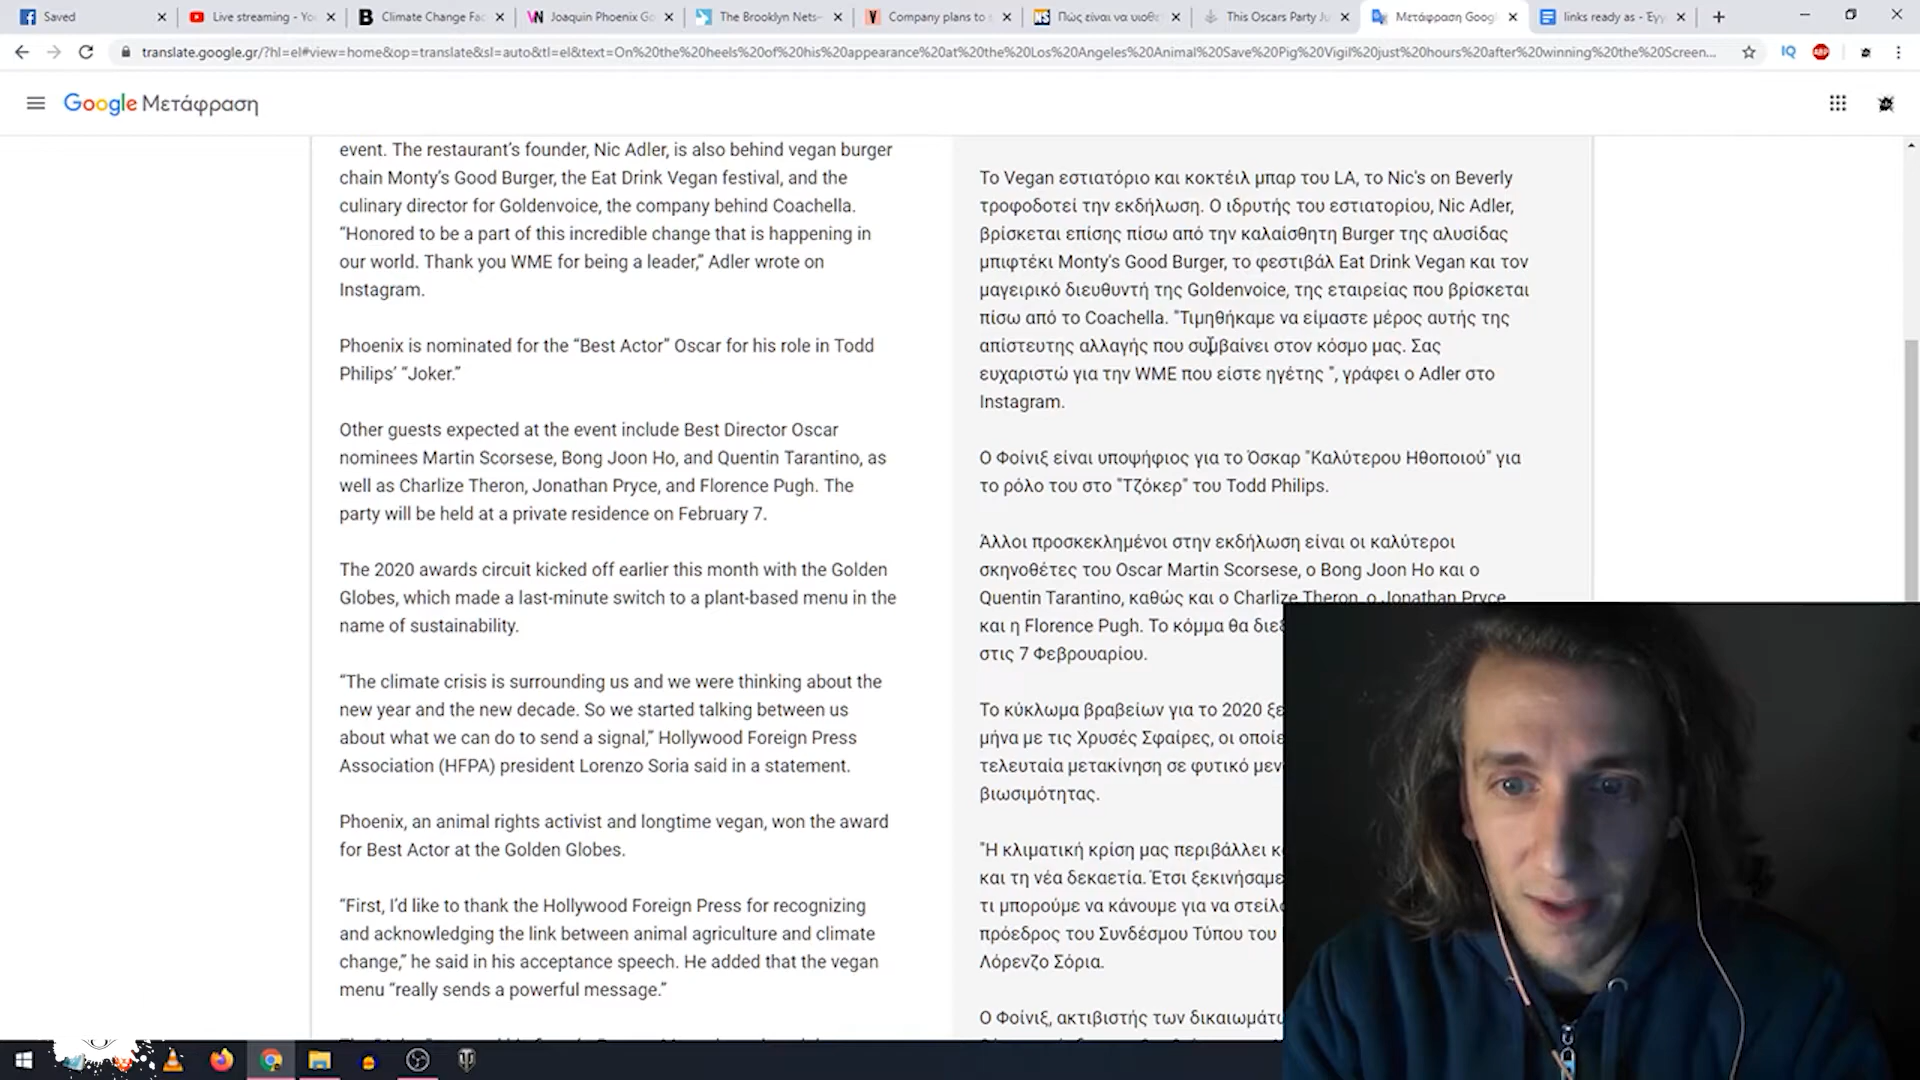 Saved
Live streaming - Yo
Climate Change Fac
Joaquin Phoenix Go
The Brooklyn Nets–
Company plans to s
Πώς είναι να υιοθε
This Oscars Party Ju
Μετάφραση Googl
links ready as - Έγγ
translate.google.gr/?hl=el#view=home&op=translate&sl=auto&tl=el&text=On%20the%20heels%20of%20his%20appearance%20at%20the%20Los%20Angeles%20Animal%20Save%20Pig%20Vigil%20just%20hours%20after%20winning%20the%20Screen...
IQ
ABP
Google Μετάφραση
event. The restaurant’s founder, Nic Adler, is also behind vegan burger
chain Monty’s Good Burger, the Eat Drink Vegan festival, and the
culinary director for Goldenvoice, the company behind Coachella.
“Honored to be a part of this incredible change that is happening in
our world. Thank you WME for being a leader,” Adler wrote on
Instagram.
Phoenix is nominated for the “Best Actor” Oscar for his role in Todd
Philips’ “Joker.”
Other guests expected at the event include Best Director Oscar
nominees Martin Scorsese, Bong Joon Ho, and Quentin Tarantino, as
well as Charlize Theron, Jonathan Pryce, and Florence Pugh. The
party will be held at a private residence on February 7.
The 2020 awards circuit kicked off earlier this month with the Golden
Globes, which made a last-minute switch to a plant-based menu in the
name of sustainability.
“The climate crisis is surrounding us and we were thinking about the
new year and the new decade. So we started talking between us
about what we can do to send a signal,” Hollywood Foreign Press
Association (HFPA) president Lorenzo Soria said in a statement.
Phoenix, an animal rights activist and longtime vegan, won the award
for Best Actor at the Golden Globes.
“First, I’d like to thank the Hollywood Foreign Press for recognizing
and acknowledging the link between animal agriculture and climate
change,” he said in his acceptance speech. He added that the vegan
menu “really sends a powerful message.”
Το Vegan εστιατόριο και κοκτέιλ μπαρ του LA, το Nic's on Beverly
τροφοδοτεί την εκδήλωση. Ο ιδρυτής του εστιατορίου, Nic Adler,
βρίσκεται επίσης πίσω από την καλαίσθητη Burger της αλυσίδας
μπιφτέκι Monty's Good Burger, το φεστιβάλ Eat Drink Vegan και τον
μαγειρικό διευθυντή της Goldenvoice, της εταιρείας που βρίσκεται
πίσω από το Coachella. "Τιμηθήκαμε να είμαστε μέρος αυτής της
απίστευτης αλλαγής που συμβαίνει στον κόσμο μας. Σας
ευχαριστώ για την WME που είστε ηγέτης ", γράφει ο Adler στο
Instagram.
Ο Φοίνιξ είναι υποψήφιος για το Όσκαρ "Καλύτερου Ηθοποιού" για
το ρόλο του στο "Τζόκερ" του Todd Philips.
Άλλοι προσκεκλημένοι στην εκδήλωση είναι οι καλύτεροι
σκηνοθέτες του Oscar Martin Scorsese, ο Bong Joon Ho και ο
Quentin Tarantino, καθώς και ο Charlize Theron, ο Jonathan Pryce
και η Florence Pugh. Το κόμμα θα διεξ
στις 7 Φεβρουαρίου.
Το κύκλωμα βραβείων για το 2020 ξε
μήνα με τις Χρυσές Σφαίρες, οι οποίε
τελευταία μετακίνηση σε φυτικό μεν
βιωσιμότητας.
"Η κλιματική κρίση μας περιβάλλει κ
και τη νέα δεκαετία. Έτσι ξεκινήσαμε
τι μπορούμε να κάνουμε για να στείλο
πρόεδρος του Συνδέσμου Τύπου του
Λόρενζο Σόρια.
Ο Φοίνιξ, ακτιβιστής των δικαιωμάτω